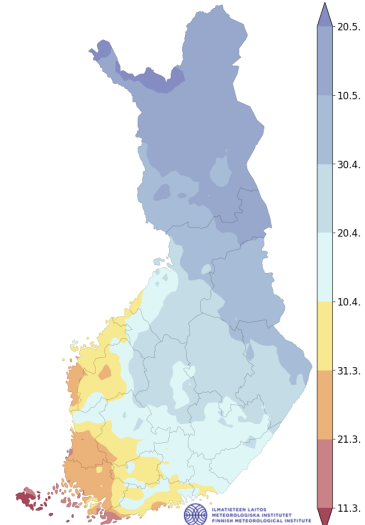 20.5.
10.5.
30.4.
20.4.
10.4.
31.3.
21.3.
11.3.
ILMATIETEEN LAITOS
METEOROLOGISKA INSTITUTET
FINNISH METEOROLOGICAL INSTITUTE